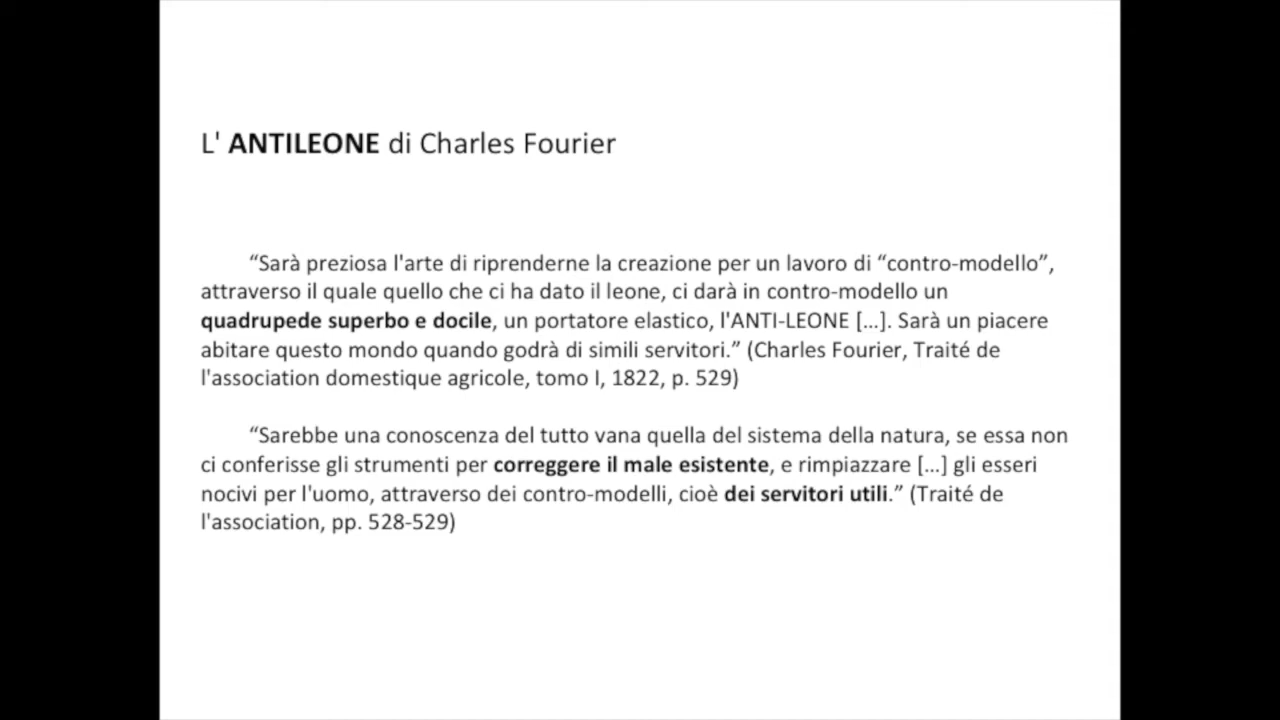 L' ANTILEONE di Charles Fourier
“Sarà preziosa l'arte di riprenderne la creazione per un lavoro di “contro-modello”,
attraverso il quale quello che ci ha dato il leone, ci darà in contro-modello un
quadrupede superbo e docile, un portatore elastico, l'ANTI-LEONE [...]. Sarà un piacere
abitare questo mondo quando godrà di simili servitori.” (Charles Fourier, Traité de
l'association domestique agricole, tomo I, 1822, p. 529)
“Sarebbe una conoscenza del tutto vana quella del sistema della natura, se essa non
ci conferisse gli strumenti per correggere il male esistente, e rimpiazzare [...] gli esseri
nocivi per l'uomo, attraverso dei contro-modelli, cioè dei servitori utili.” (Traité de
l'association, pp. 528-529)